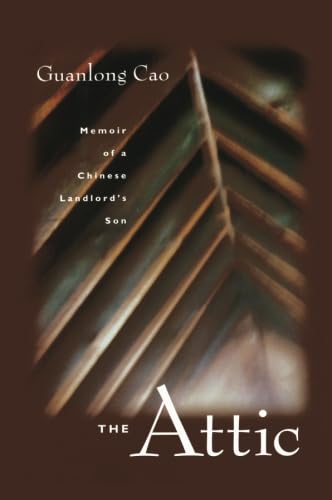 Guanlong Cao
Memoir
of a
Chinese
Landlord's
Son
THE Attic